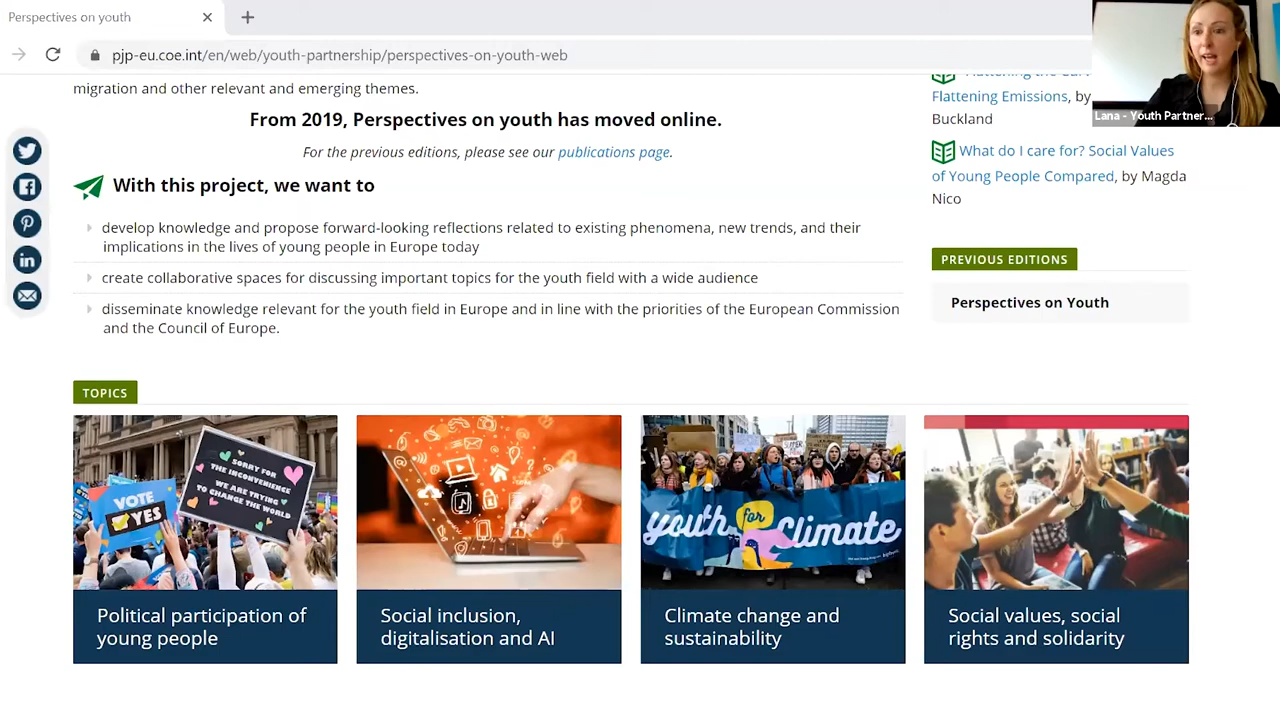 Perspectives on youth
pjp-eu.coe.int/en/web/youth-partnership/perspectives-on-youth-web
migration and other relevant and emerging themes.
From 2019, Perspectives on youth has moved online.
For the previous editions, please see our publications page.
With this project, we want to
develop knowledge and propose forward-looking reflections related to existing phenomena, new trends, and their
implications in the lives of young people in Europe today
create collaborative spaces for discussing important topics for the youth field with a wide audience
disseminate knowledge relevant for the youth field in Europe and in line with the priorities of the European Commission
and the Council of Europe.
Flattening Emissions, by
Buckland
What do I care for? Social Values
of Young People Compared, by Magda
Nico
PREVIOUS EDITIONS
Perspectives on Youth
Lana - Youth Partner...
TOPICS
VOTE
YES
SORRY FOR
THE INCONVENIENCE
WE ARE TRYING
TO CHANGE THE WORLD
youth for Climate
Political participation of
young people
Social inclusion,
digitalisation and AI
Climate change and
sustainability
Social values, social
rights and solidarity